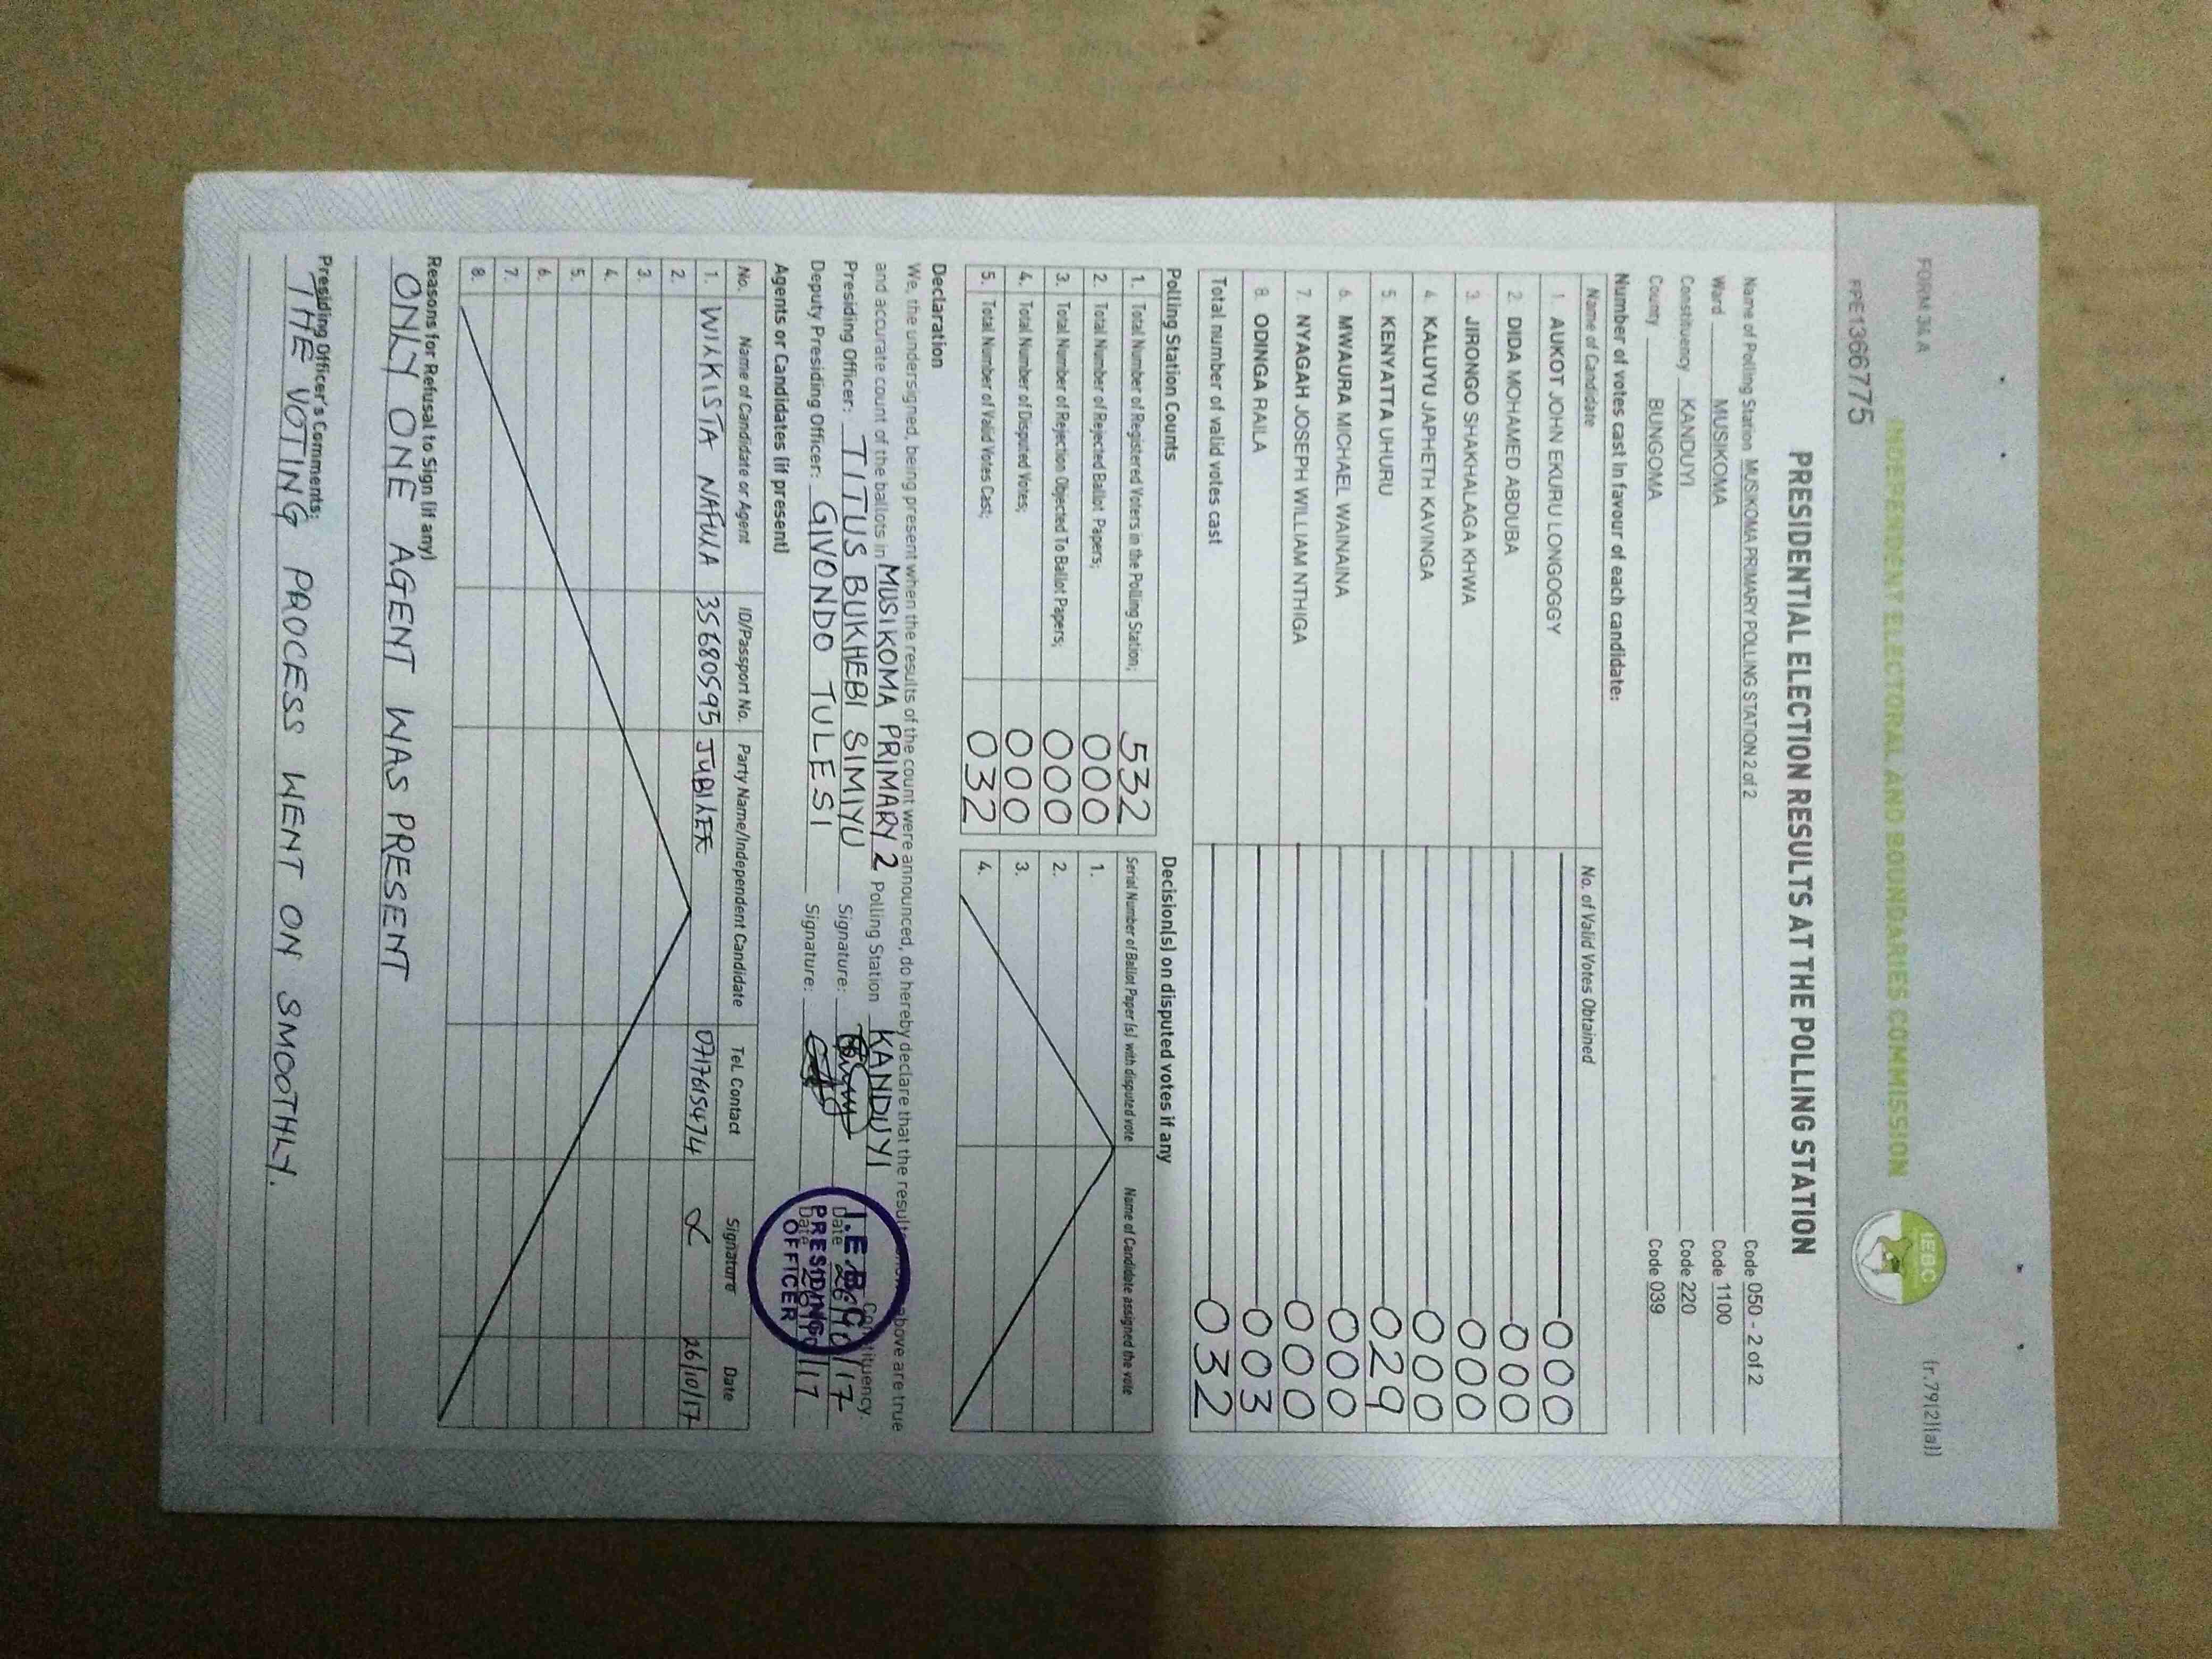 FORM 34 A
(r.79(2)(a))
INDEPENDENT ELECTORAL AND BOUNDARIES COMMISSION
IEBC
PPE1366775
PRESIDENTIAL ELECTION RESULTS AT THE POLLING STATION
Name of Polling Station MUSIKOMA PRIMARY POLLING STATION 2 of 2 Code 050 - 2 of 2
Ward MUSIKOMA Code 1100
Constituency KANDUYI Code 220
County BUNGOMA Code 039
Number of votes cast in favour of each candidate:
Name of Candidate No. of Valid Votes Obtained
1. AUKOT JOHN EKURU LONGOGGY 000
2. DIDA MOHAMED ABDUBA 000
3. JIRONGO SHAKHALAGA KHWA 000
4. KALUYU JAPHETH KAVINGA 000
5. KENYATTA UHURU 029
6. MWAURA MICHAEL WAINAINA 000
7. NYAGAH JOSEPH WILLIAM NTHIGA 000
8. ODINGA RAILA 003
Total number of valid votes cast 032
Polling Station Counts
1. Total Number of Registered Voters in the Polling Station; 532
2. Total Number of Rejected Ballot Papers; 000
3. Total Number of Rejection Objected To Ballot Papers; 000
4. Total Number of Disputed Votes; 000
5. Total Number of Valid Votes Cast; 032
Decision(s) on disputed votes if any
Serial Number of Ballot Paper (s) with disputed vote Name of Candidate assigned the vote
1.
2.
3.
4.
Declaration
We, the undersigned, being present when the results of the count were announced, do hereby declare that the results above are true
and accurate count of the ballots in MUSIKOMA PRIMARY 2 Polling Station KANDUYI Constituency.
Presiding Officer: TITUS BUKHEBI SIMIYU Signature: Date 26/10/17
Deputy Presiding Officer: GIVONDO TULESI Signature: Date
I.E.B.C
PRESIDING
OFFICER
Agents or Candidates (if present)
No. Name of Candidate or Agent ID/Passport No. Party Name/Independent Candidate Tel. Contact Signature Date
1. WILKISTA NAFULA 35680595 JUBILEE 0717615474 26/10/17
2.
3.
4.
5.
6.
7.
8.
Reasons for Refusal to Sign (if any)
ONLY ONE AGENT WAS PRESENT
Presiding Officer's Comments:
THE VOTING PROCESS WENT ON SMOOTHLY.